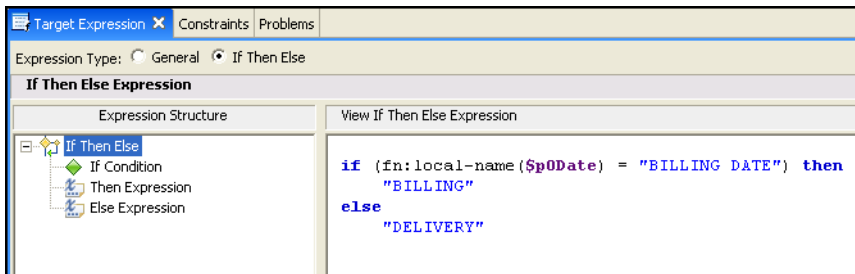 Target Expression Constraints Problems
Expression Type: General If Then Else
If Then Else Expression
Expression Structure View If Then Else Expression
If Then Else
If Condition
Then Expression
Else Expression
if (fn:local-name($p0Date) = "BILLING DATE") then
"BILLING"
else
"DELIVERY"